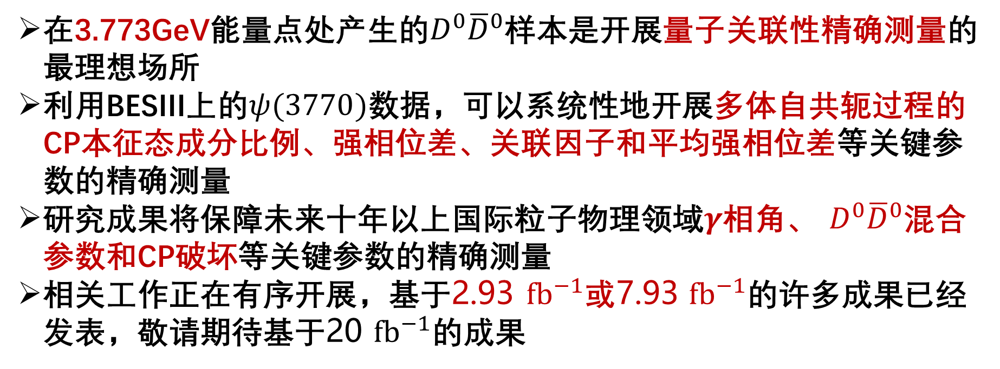 ➢在3.773GeV能量点处产生的D⁰D̅⁰样本是开展量子关联性精确测量的
最理想场所
➢利用BESIII上的ψ(3770)数据，可以系统性地开展多体自共轭过程的
CP本征态成分比例、强相位差、关联因子和平均强相位差等关键参
数的精确测量
➢研究成果将保障未来十年以上国际粒子物理领域γ相角、 D⁰D̅⁰混合
参数和CP破坏等关键参数的精确测量
➢相关工作正在有序开展，基于2.93 fb⁻¹或7.93 fb⁻¹的许多成果已经
发表，敬请期待基于20 fb⁻¹的成果